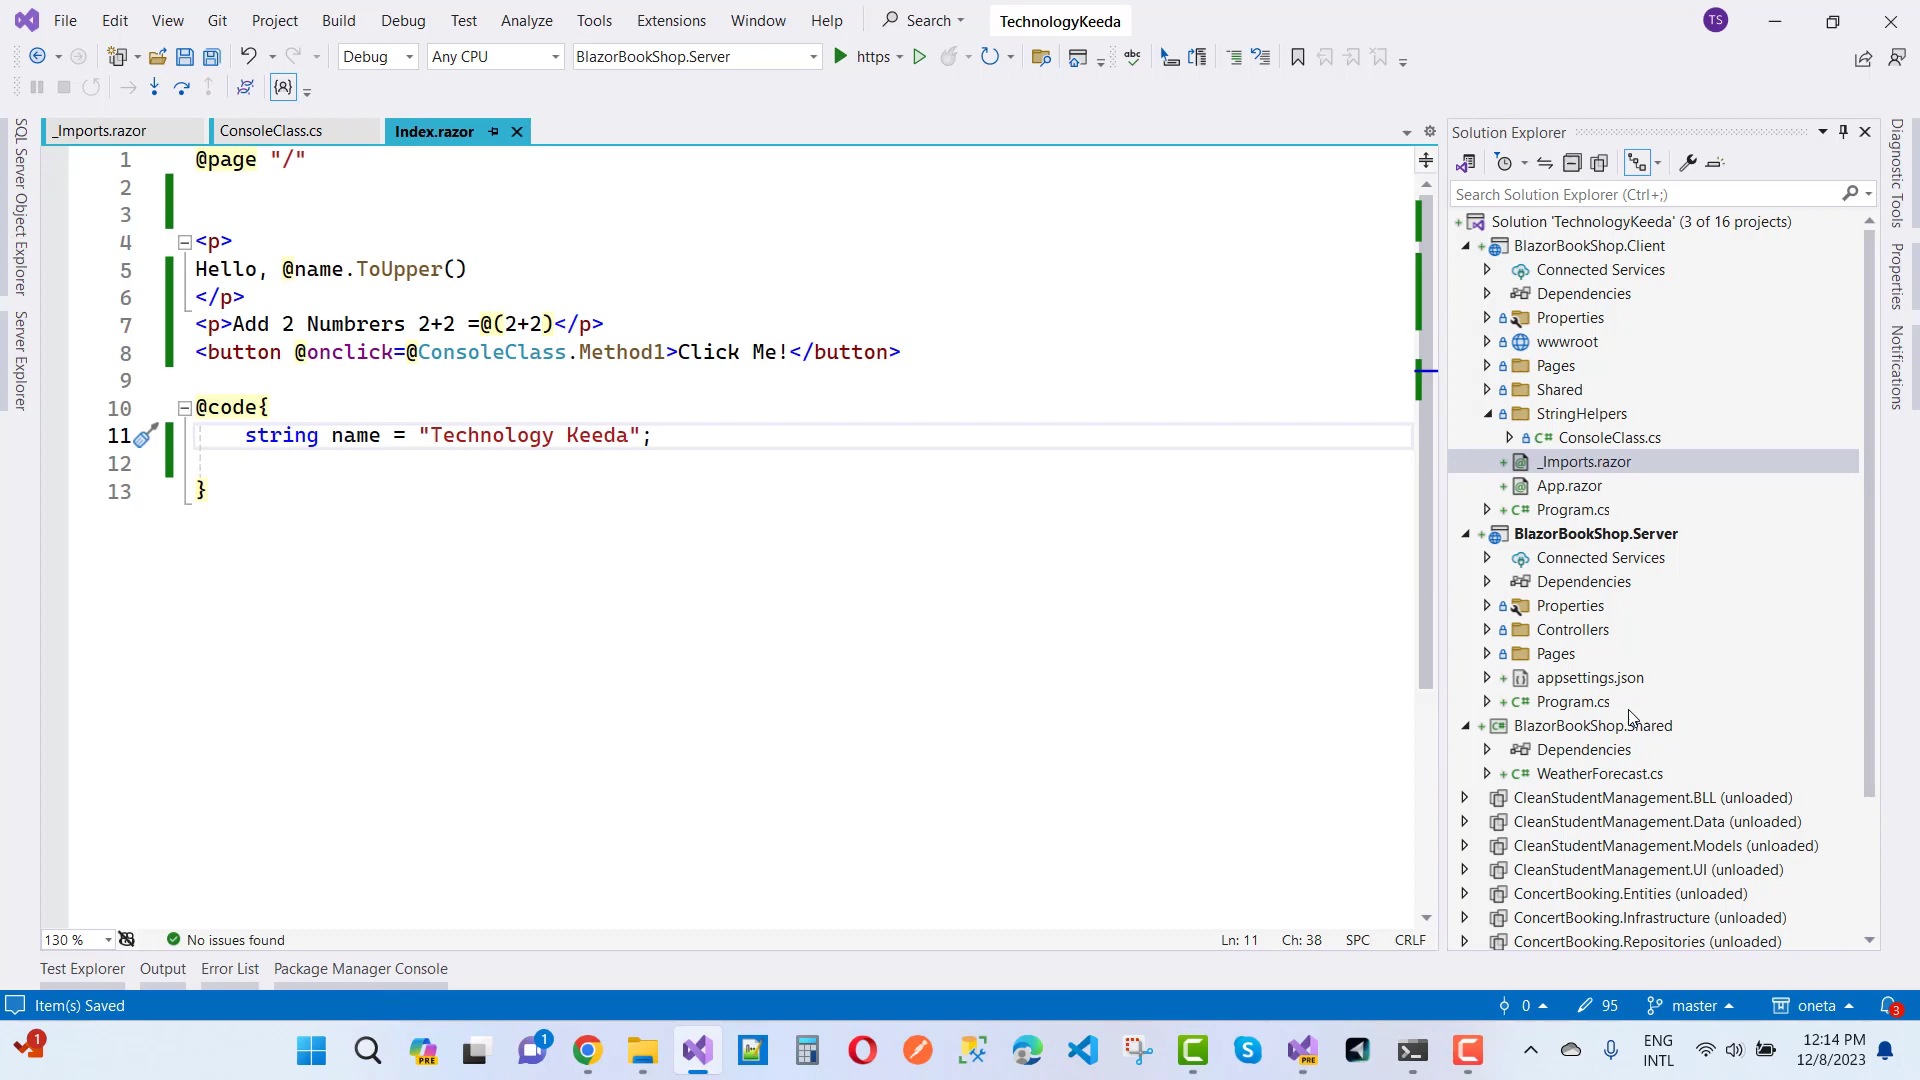 File Edit View Git Project Build Debug Test Analyze Tools Extensions Window Help Search TechnologyKeeda TS
Debug Any CPU BlazorBookShop.Server https
_Imports.razor ConsoleClass.cs Index.razor
SQL Server Object Explorer
Server Explorer
1 @page "/"
2
3
4 <p>
5 Hello, @name.ToUpper()
6 </p>
7 <p>Add 2 Numbrers 2+2 =@(2+2)</p>
8 <button @onclick=@ConsoleClass.Method1>Click Me!</button>
9
10 @code{
11 string name = "Technology Keeda";
12
13 }
130 % No issues found Ln: 11 Ch: 38 SPC CRLF
Solution Explorer
Search Solution Explorer (Ctrl+;)
Solution 'TechnologyKeeda' (3 of 16 projects)
BlazorBookShop.Client
Connected Services
Dependencies
Properties
wwwroot
Pages
Shared
StringHelpers
C# ConsoleClass.cs
_Imports.razor
App.razor
C# Program.cs
BlazorBookShop.Server
Connected Services
Dependencies
Properties
Controllers
Pages
appsettings.json
C# Program.cs
C# BlazorBookShop.Shared
Dependencies
C# WeatherForecast.cs
CleanStudentManagement.BLL (unloaded)
CleanStudentManagement.Data (unloaded)
CleanStudentManagement.Models (unloaded)
CleanStudentManagement.UI (unloaded)
ConcertBooking.Entities (unloaded)
ConcertBooking.Infrastructure (unloaded)
ConcertBooking.Repositories (unloaded)
Diagnostic Tools
Properties
Notifications
Test Explorer Output Error List Package Manager Console
Item(s) Saved 0 95 master oneta 3
1 PRE 1 PRE ENG
INTL
12:14 PM
12/8/2023